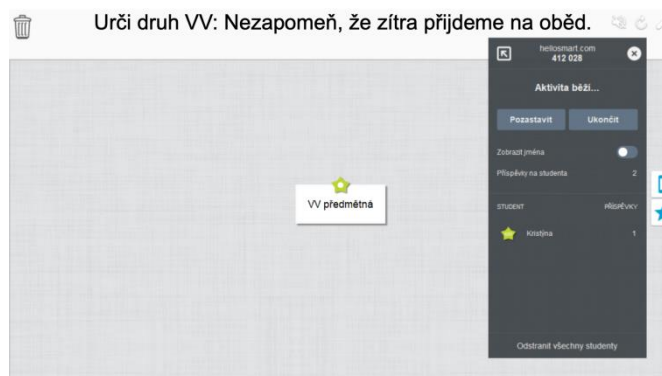 Urči druh VV: Nezapomeň, že zítra přijdeme na oběd.
hellosmart.com
412 028
Aktivita běží...
Pozastavit Ukončit
Zobrazit jména
Příspěvky na studenta 2
STUDENT PŘÍSPĚVKY
Kristýna 1
VV předmětná
Odstranit všechny studenty